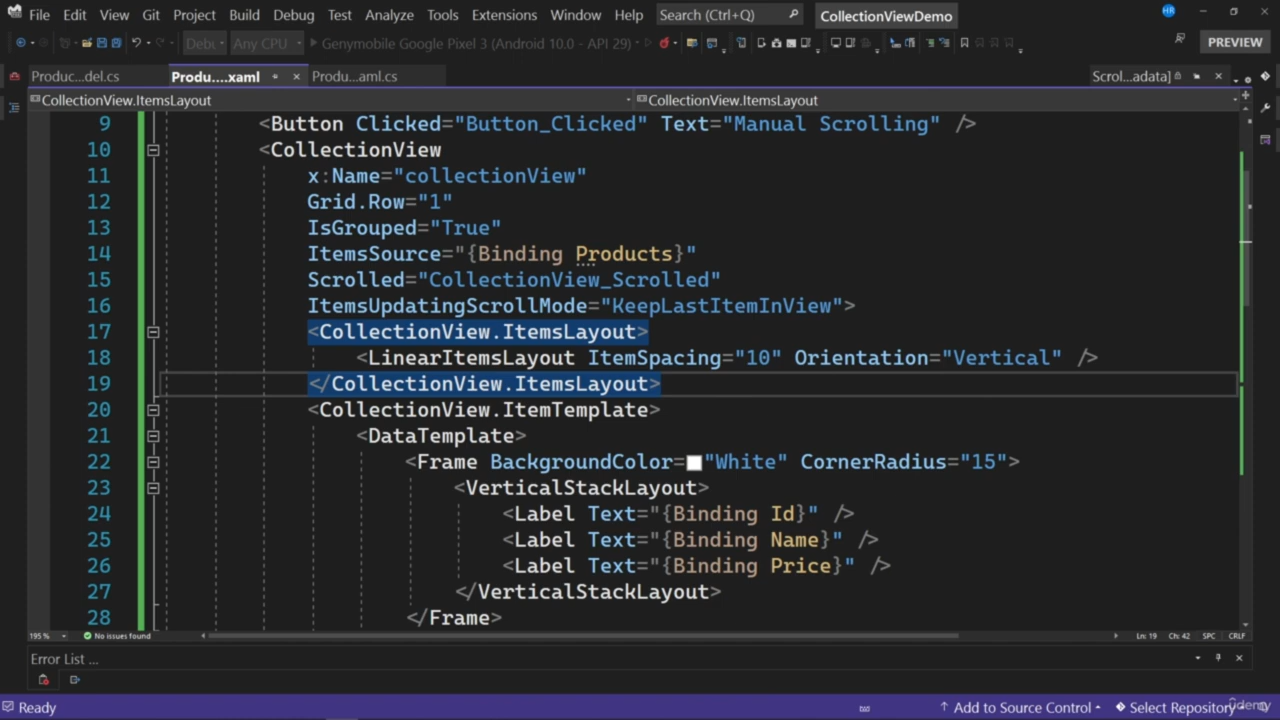 File Edit View Git Project Build Debug Test Analyze Tools Extensions Window Help Search (Ctrl+Q) CollectionViewDemo HR
Debu Any CPU Genymobile Google Pixel 3 (Android 10.0 - API 29) PREVIEW
Produc...del.cs Produ....xaml Produ...aml.cs Scrol...adata]
CollectionView.ItemsLayout CollectionView.ItemsLayout
9 <Button Clicked="Button_Clicked" Text="Manual Scrolling" />
10 <CollectionView
11 x:Name="collectionView"
12 Grid.Row="1"
13 IsGrouped="True"
14 ItemsSource="{Binding Products}"
15 Scrolled="CollectionView_Scrolled"
16 ItemsUpdatingScrollMode="KeepLastItemInView">
17 <CollectionView.ItemsLayout>
18 <LinearItemsLayout ItemSpacing="10" Orientation="Vertical" />
19 </CollectionView.ItemsLayout>
20 <CollectionView.ItemTemplate>
21 <DataTemplate>
22 <Frame BackgroundColor="White" CornerRadius="15">
23 <VerticalStackLayout>
24 <Label Text="{Binding Id}" />
25 <Label Text="{Binding Name}" />
26 <Label Text="{Binding Price}" />
27 </VerticalStackLayout>
28 </Frame>
195 % No issues found Ln: 19 Ch: 42 SPC CRLF
Error List ...
Ready Add to Source Control Select Repository
Udemy